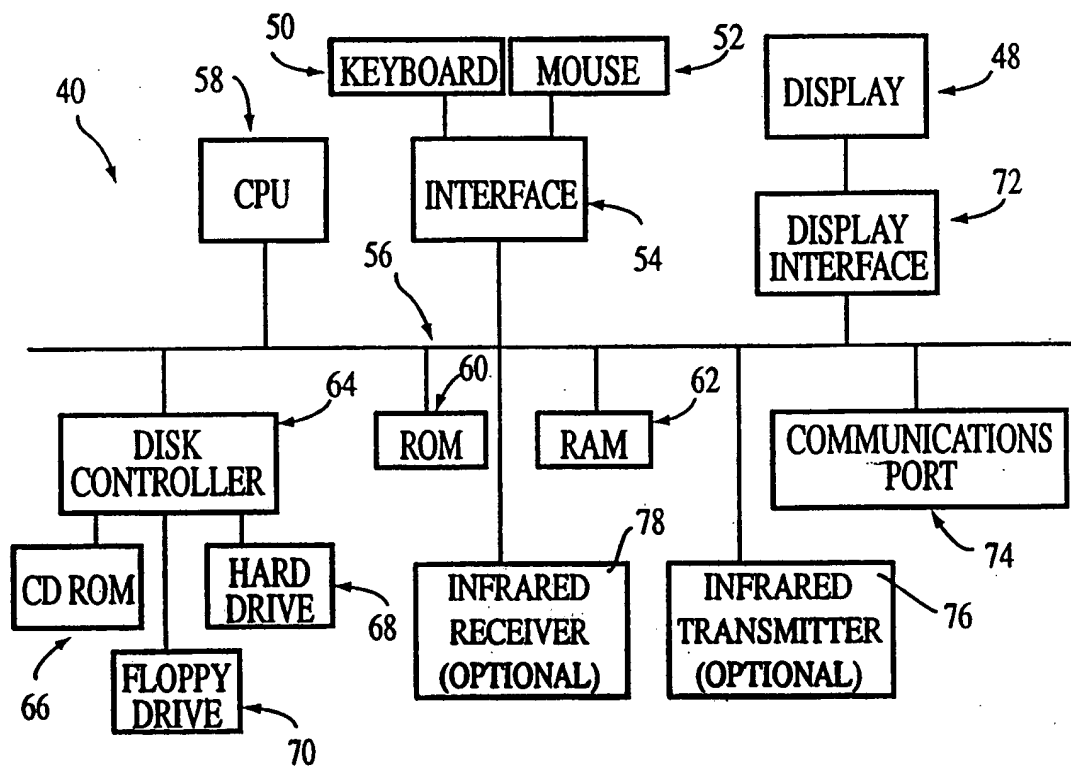 50
KEYBOARD
MOUSE
52
40
58
CPU
INTERFACE
54
DISPLAY
48
72
DISPLAY
INTERFACE
56
64
DISK
CONTROLLER
60
ROM
62
RAM
COMMUNICATIONS
PORT
74
CD ROM
66
HARD
DRIVE
68
FLOPPY
DRIVE
70
78
INFRARED
RECEIVER
(OPTIONAL)
INFRARED
TRANSMITTER
(OPTIONAL)
76